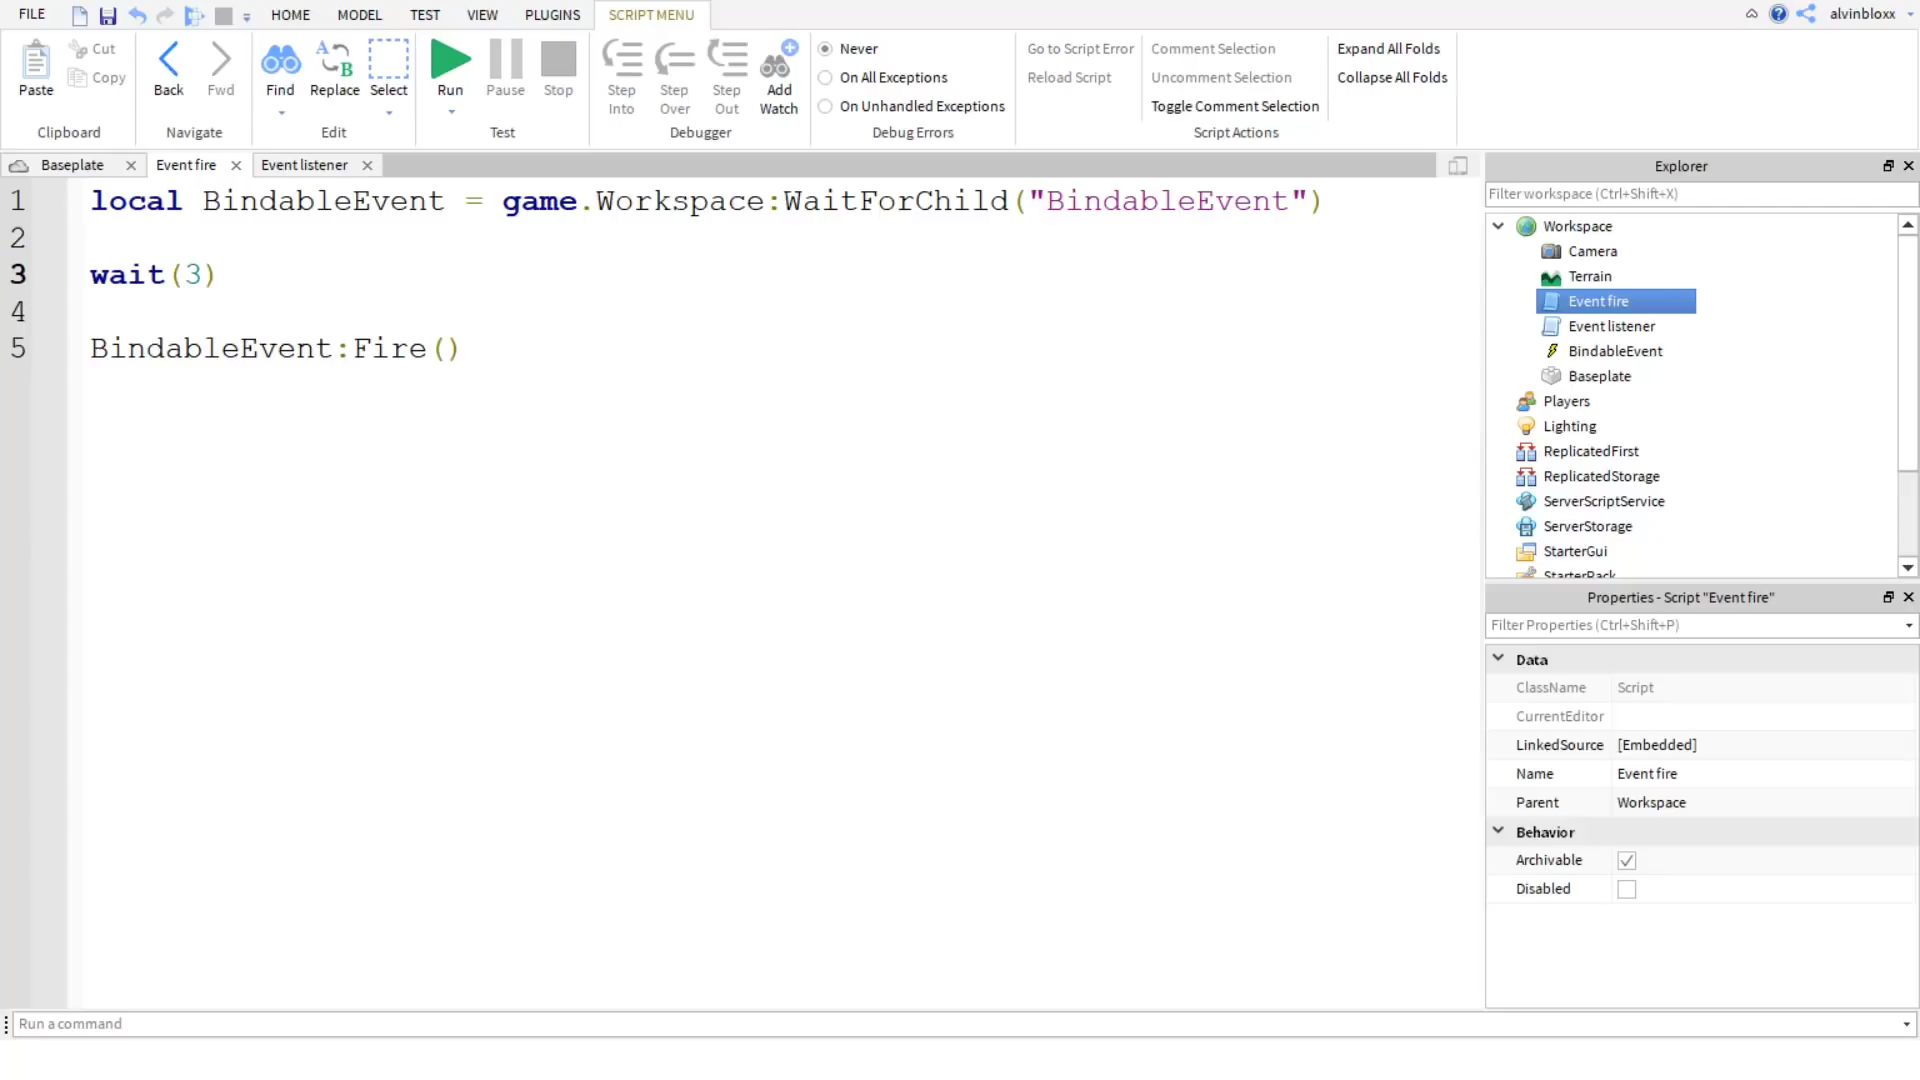 FILE HOME MODEL TEST VIEW PLUGINS SCRIPT MENU alvinbloxx
Paste Cut Copy Clipboard
Back Fwd Navigate
Find Replace Select Edit
Run Pause Stop Test
Step Into Step Over Step Out Add Watch Debugger
Never
On All Exceptions
On Unhandled Exceptions
Debug Errors
Go to Script Error
Reload Script
Comment Selection
Uncomment Selection
Toggle Comment Selection
Expand All Folds
Collapse All Folds
Script Actions
Baseplate Event fire Event listener
1 local BindableEvent = game.Workspace:WaitForChild("BindableEvent")
2
3 wait(3)
4
5 BindableEvent:Fire()
Explorer
Filter workspace (Ctrl+Shift+X)
Workspace
Camera
Terrain
Event fire
Event listener
BindableEvent
Baseplate
Players
Lighting
ReplicatedFirst
ReplicatedStorage
ServerScriptService
ServerStorage
StarterGui
StarterPack
Properties - Script "Event fire"
Filter Properties (Ctrl+Shift+P)
Data
ClassName Script
CurrentEditor
LinkedSource [Embedded]
Name Event fire
Parent Workspace
Behavior
Archivable
Disabled
Run a command